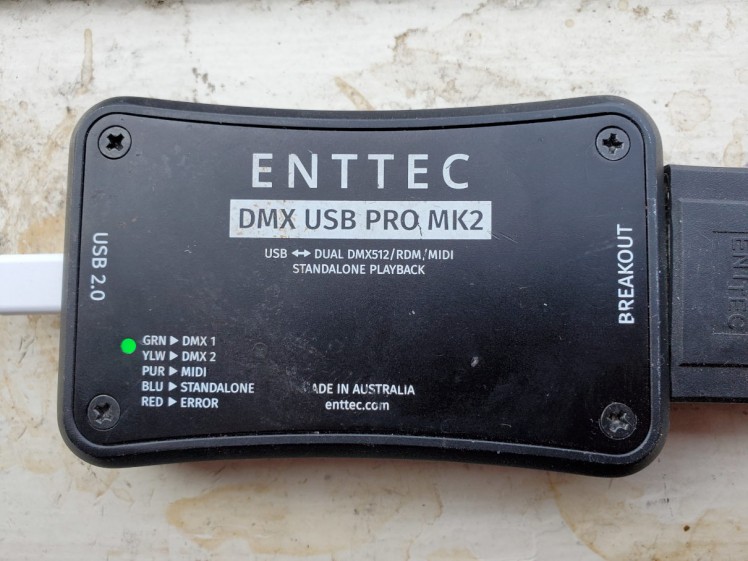 ENTTEC
DMX USB PRO MK2
USB ↔ DUAL DMX512/RDM/MIDI
STANDALONE PLAYBACK
USB 2.0
BREAKOUT
ENTTEC
GRN ▶ DMX 1
YLW ▶ DMX 2
PUR ▶ MIDI
BLU ▶ STANDALONE
RED ▶ ERROR
MADE IN AUSTRALIA
enttec.com